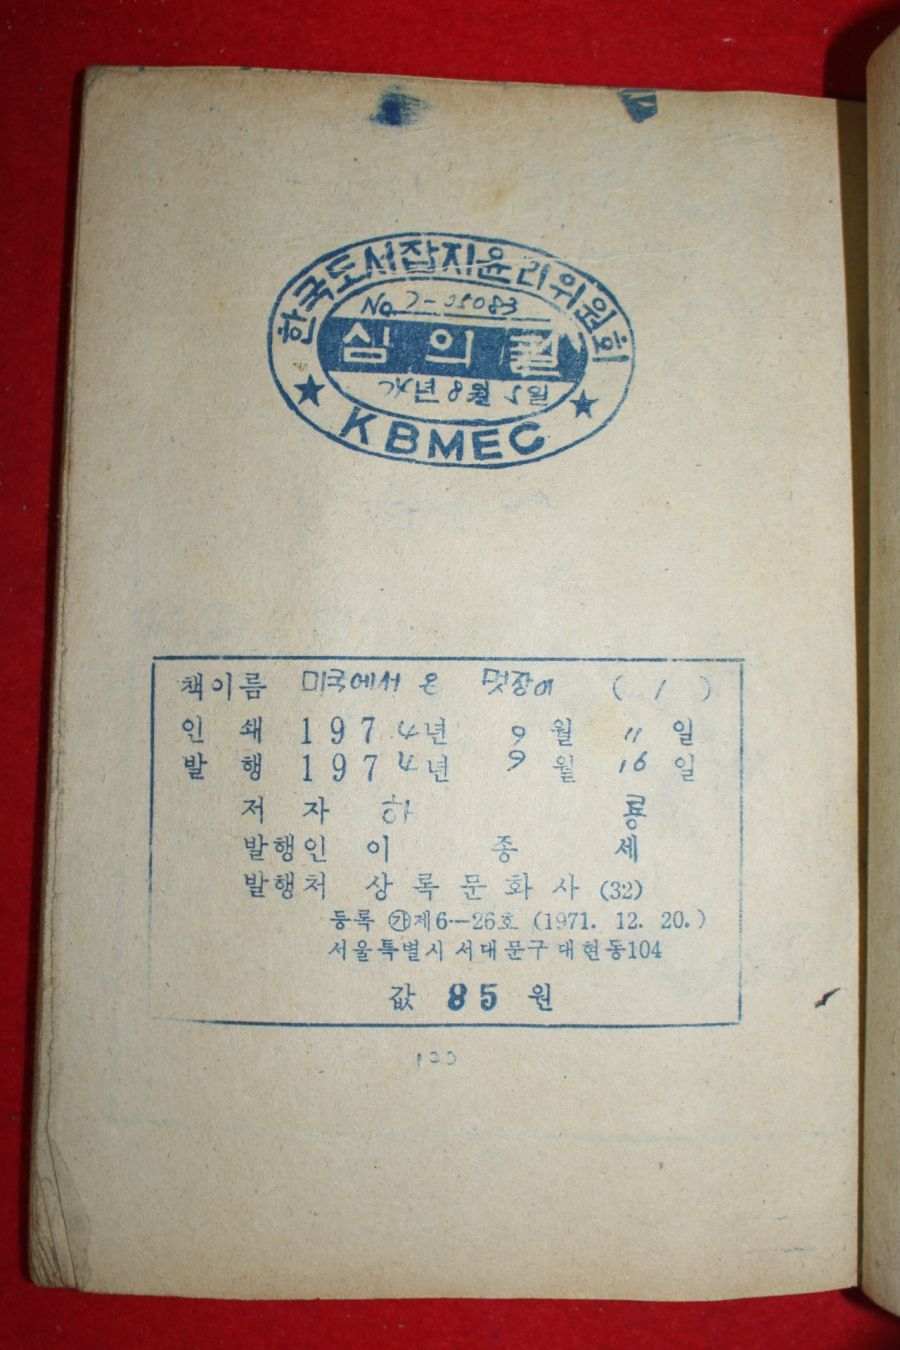 한국도서잡지윤리위원회
No. 7-05083
심의필
74년 8월 5일
KBMEC
책이름 미국에서 온 멋장이 ( 1 )
인 쇄 1974년 9월 11일
발 행 1974년 9월 16일
저 자 하 룡
발행인 이 종 세
발행처 상록문화사 (32)
등록 ㉮제6—26호 (1971. 12. 20.)
서울특별시 서대문구 대현동104
값 85 원